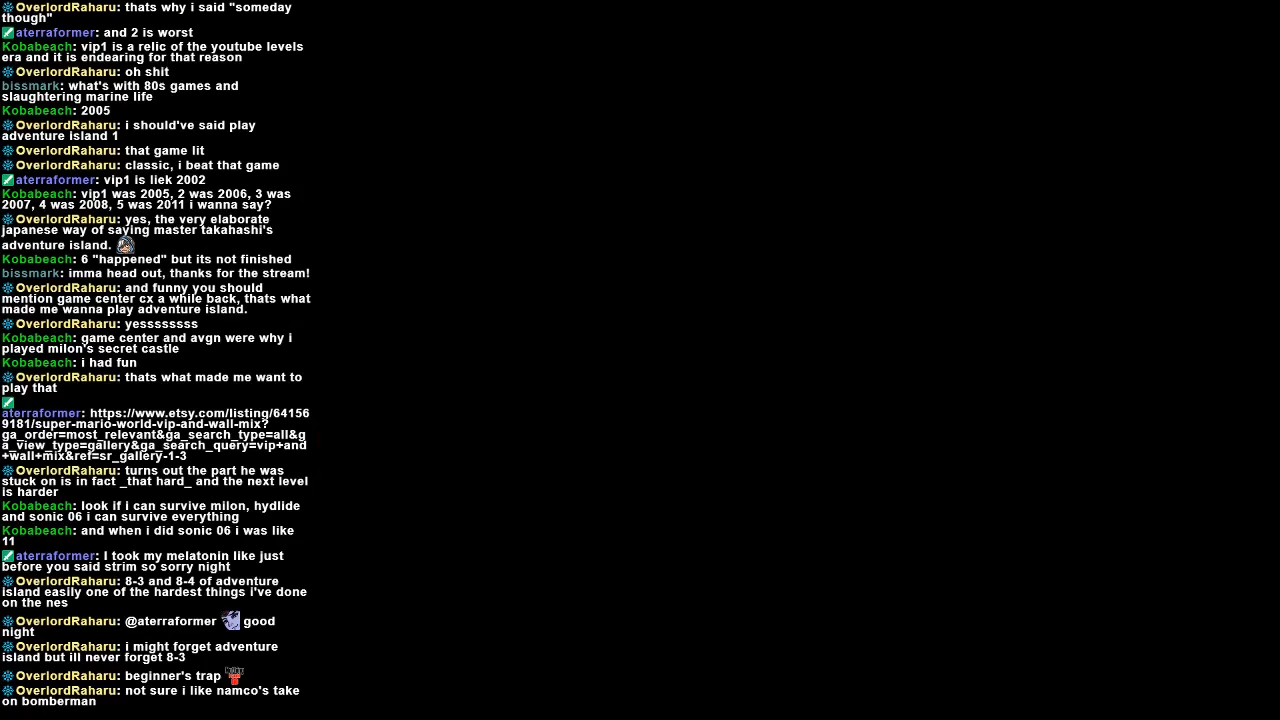 OverlordRaharu: thats why i said "someday
though"
aterraformer: and 2 is worst
Kobabeach: vip1 is a relic of the youtube levels
era and it is endearing for that reason
OverlordRaharu: oh shit
bissmark: what's with 80s games and
slaughtering marine life
Kobabeach: 2005
OverlordRaharu: i should've said play
adventure island 1
OverlordRaharu: that game lit
OverlordRaharu: classic, i beat that game
aterraformer: vip1 is liek 2002
Kobabeach: vip1 was 2005, 2 was 2006, 3 was
2007, 4 was 2008, 5 was 2011 i wanna say?
OverlordRaharu: yes, the very elaborate
japanese way of saying master takahashi's
adventure island.
Kobabeach: 6 "happened" but its not finished
bissmark: imma head out, thanks for the stream!
OverlordRaharu: and funny you should
mention game center cx a while back, thats what
made me wanna play adventure island.
OverlordRaharu: yessssssss
Kobabeach: game center and avgn were why i
played milon's secret castle
Kobabeach: i had fun
OverlordRaharu: thats what made me want to
play that
aterraformer: https://www.etsy.com/listing/64156
9181/super-mario-world-vip-and-wall-mix?
ga_order=most_relevant&ga_search_type=all&g
a_view_type=gallery&ga_search_query=vip+and
+wall+mix&ref=sr_gallery-1-3
OverlordRaharu: turns out the part he was
stuck on is in fact _that hard_ and the next level
is harder
Kobabeach: look if i can survive milon, hydlide
and sonic 06 i can survive everything
Kobabeach: and when i did sonic 06 i was like
11
aterraformer: I took my melatonin like just
before you said strim so sorry night
OverlordRaharu: 8-3 and 8-4 of adventure
island easily one of the hardest things i've done
on the nes
OverlordRaharu: @aterraformer good
night
OverlordRaharu: i might forget adventure
island but ill never forget 8-3
OverlordRaharu: beginner's trap
OverlordRaharu: not sure i like namco's take
on bomberman